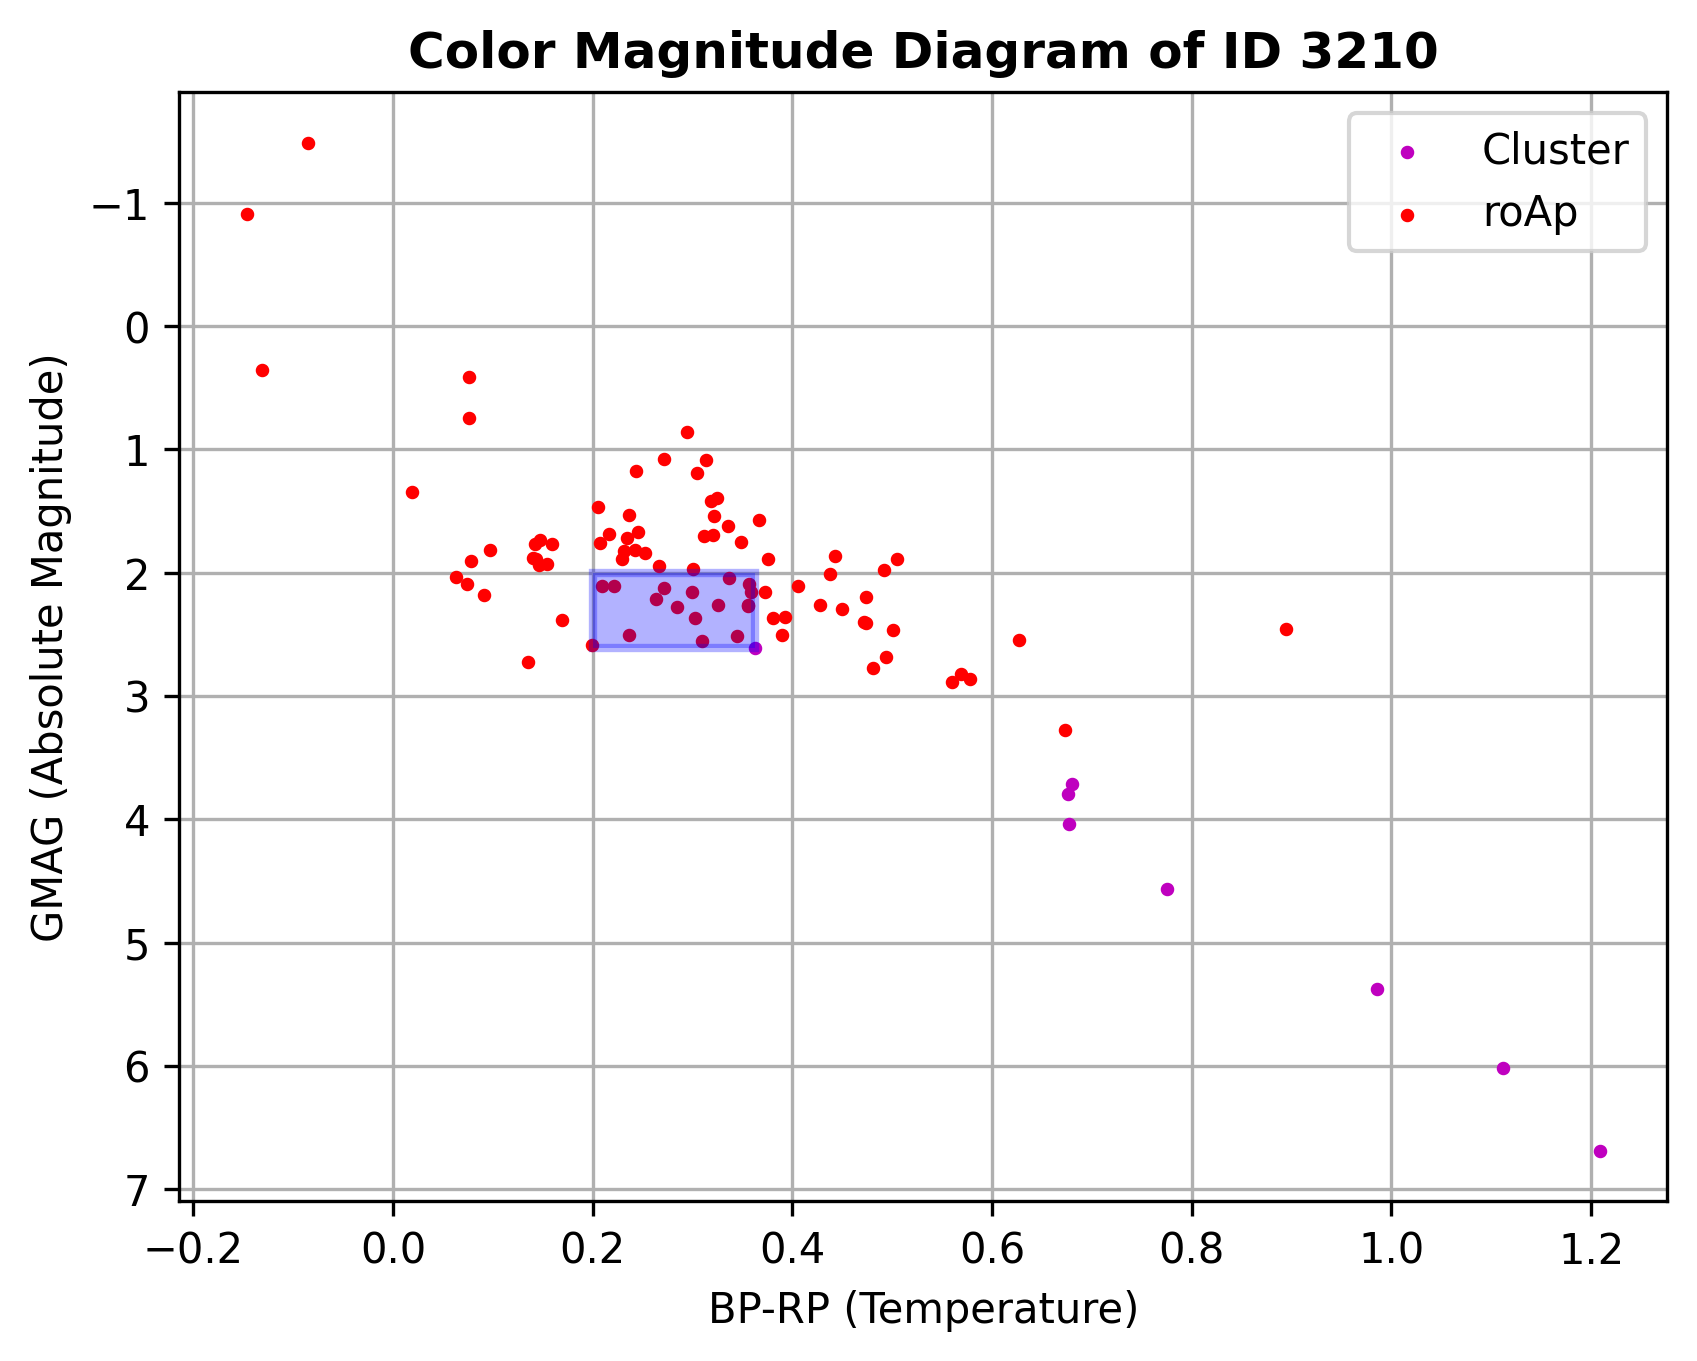 Color Magnitude Diagram of ID 3210
Cluster
roAp
GMAG (Absolute Magnitude)
−1
0
1
2
3
4
5
6
7
−0.2 0.0 0.2 0.4 0.6 0.8 1.0 1.2
BP-RP (Temperature)